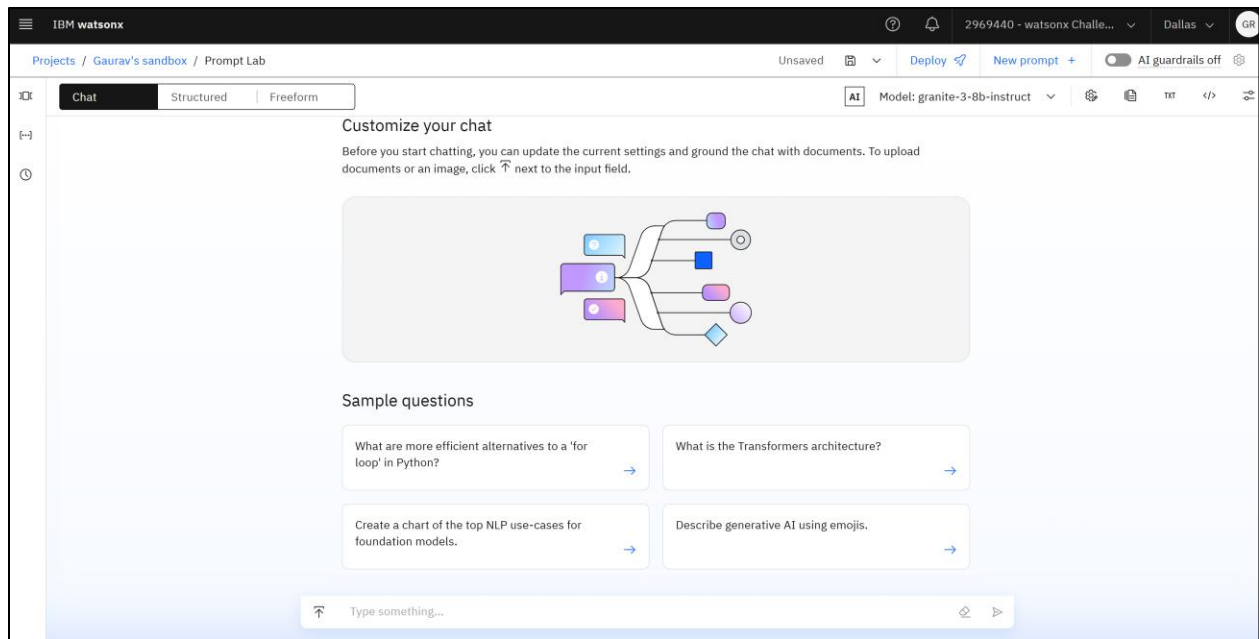 IBM watsonx
2969440 - watsonx Challe...
Dallas
GR
Projects / Gaurav's sandbox / Prompt Lab
Unsaved
Deploy
New prompt +
AI guardrails off
Chat
Structured
Freeform
AI
Model: granite-3-8b-instruct
TXT
</>
Customize your chat
Before you start chatting, you can update the current settings and ground the chat with documents. To upload
documents or an image, click next to the input field.
Sample questions
What are more efficient alternatives to a 'for
loop' in Python?
What is the Transformers architecture?
Create a chart of the top NLP use-cases for
foundation models.
Describe generative AI using emojis.
Type something...